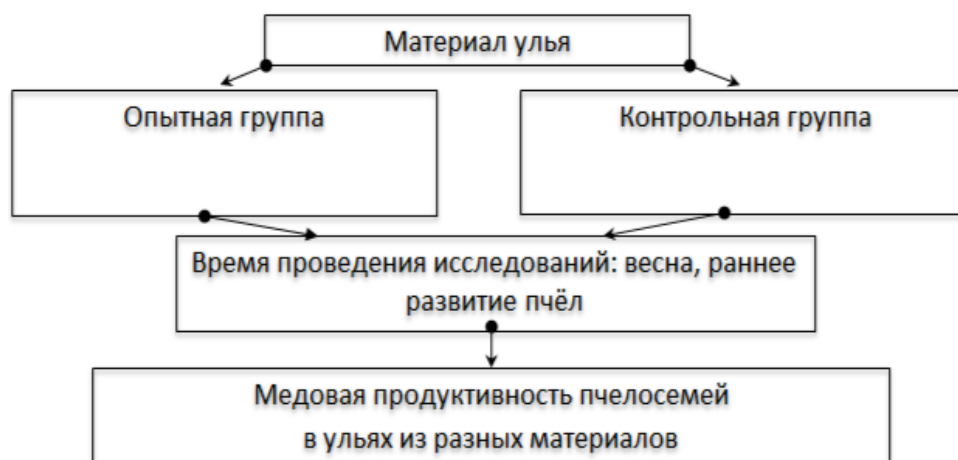 Материал улья
Опытная группа
Контрольная группа
Время проведения исследований: весна, раннее
развитие пчёл
Медовая продуктивность пчелосемей
в ульях из разных материалов